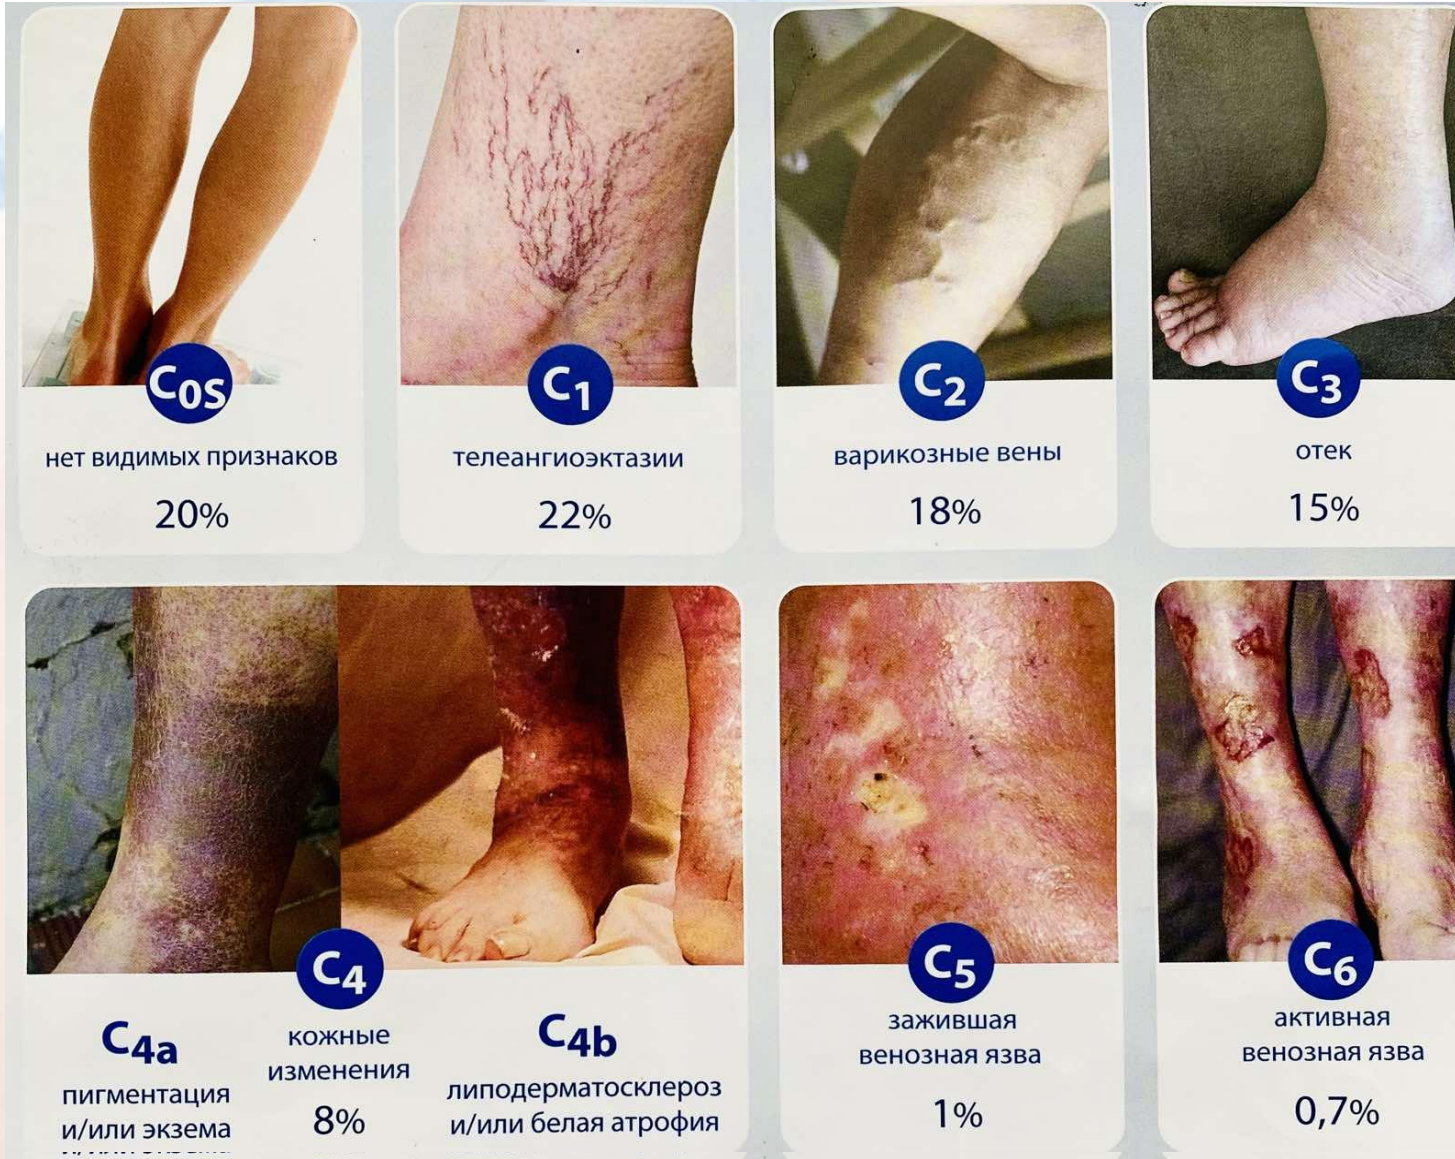 C0S
нет видимых признаков
20%
C1
телеангиоэктазии
22%
C2
варикозные вены
18%
C3
отек
15%
C4
C4a
пигментация
и/или экзема
и/или экзема
кожные
изменения
8%
C4b
липодерматосклероз
и/или белая атрофия
C5
зажившая
венозная язва
1%
C6
активная
венозная язва
0,7%